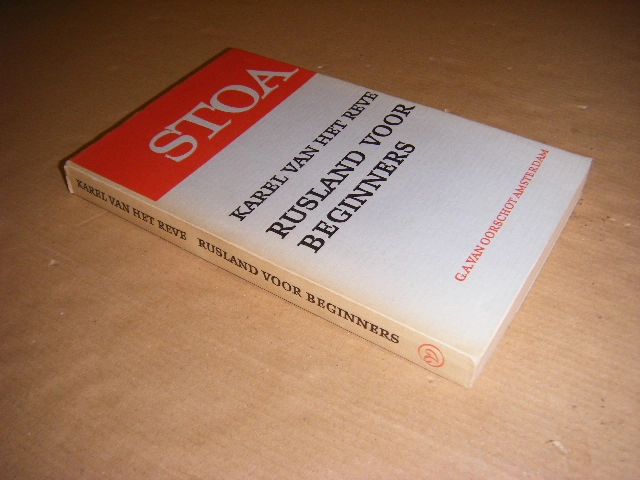 STOA
KAREL VAN HET REVE
RUSLAND VOOR
BEGINNERS
G.A. VAN OORSCHOT AMSTERDAM
KAREL VAN HET REVE RUSLAND VOOR BEGINNERS